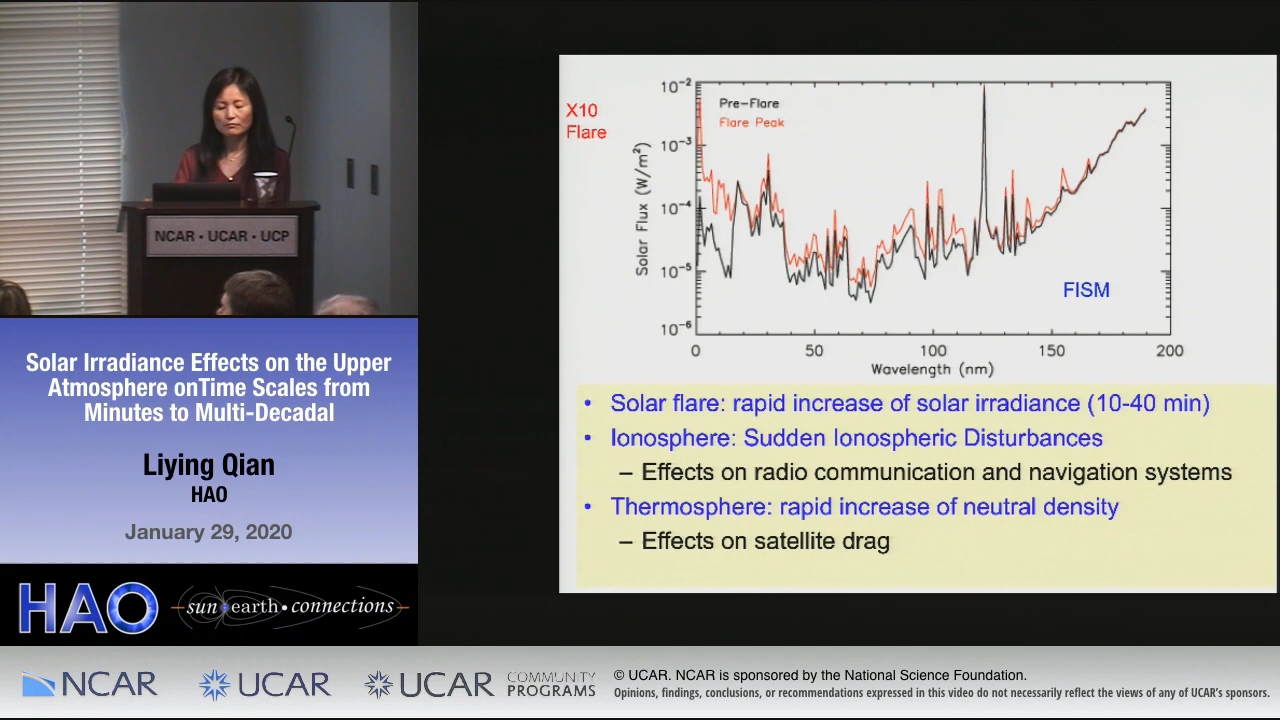 NCAR • UCAR • UCP
Solar Irradiance Effects on the Upper
Atmosphere onTime Scales from
Minutes to Multi-Decadal
Liying Qian
HAO
January 29, 2020
HAO
sun earth • connections
X10
Flare
Pre-Flare
Flare Peak
10⁻²
10⁻³
10⁻⁴
10⁻⁵
10⁻⁶
Solar Flux (W/m²)
FISM
0 50 100 150 200
Wavelength (nm)
• Solar flare: rapid increase of solar irradiance (10-40 min)
• Ionosphere: Sudden Ionospheric Disturbances
– Effects on radio communication and navigation systems
• Thermosphere: rapid increase of neutral density
– Effects on satellite drag
NCAR
UCAR
UCAR
COMMUNITY
PROGRAMS
© UCAR. NCAR is sponsored by the National Science Foundation.
Opinions, findings, conclusions, or recommendations expressed in this video do not necessarily reflect the views of any of UCAR's sponsors.